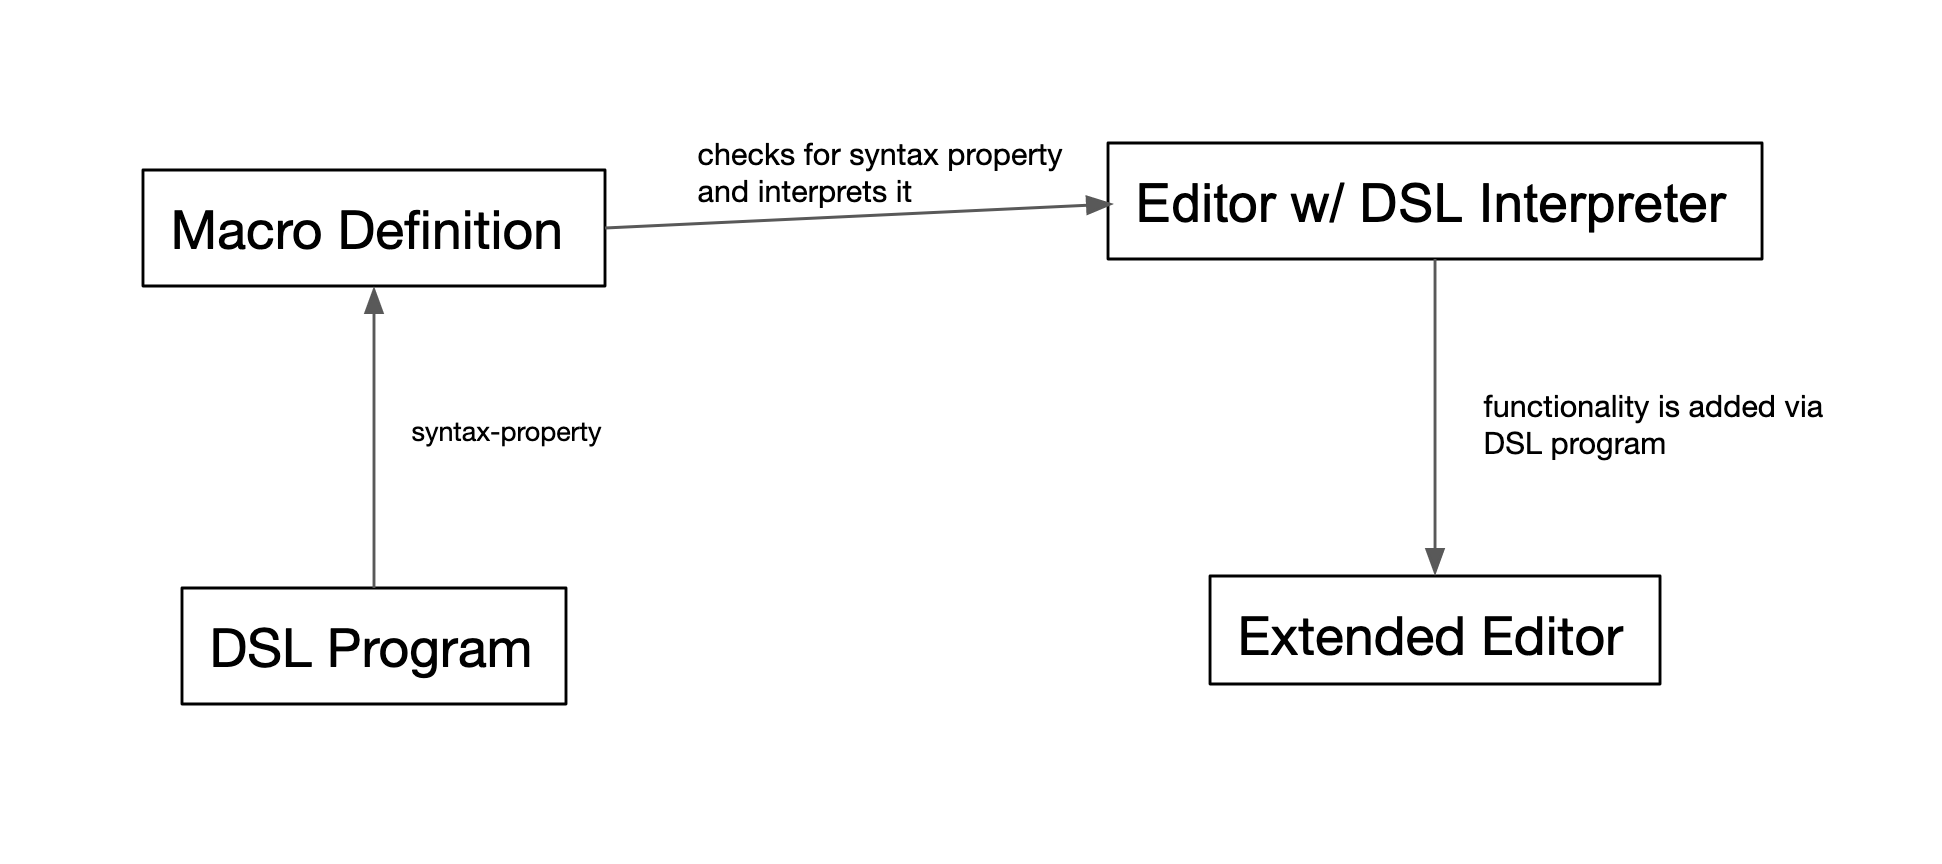 checks for syntax property
and interprets it
Macro Definition
Editor w/ DSL Interpreter
syntax-property
functionality is added via
DSL program
DSL Program
Extended Editor